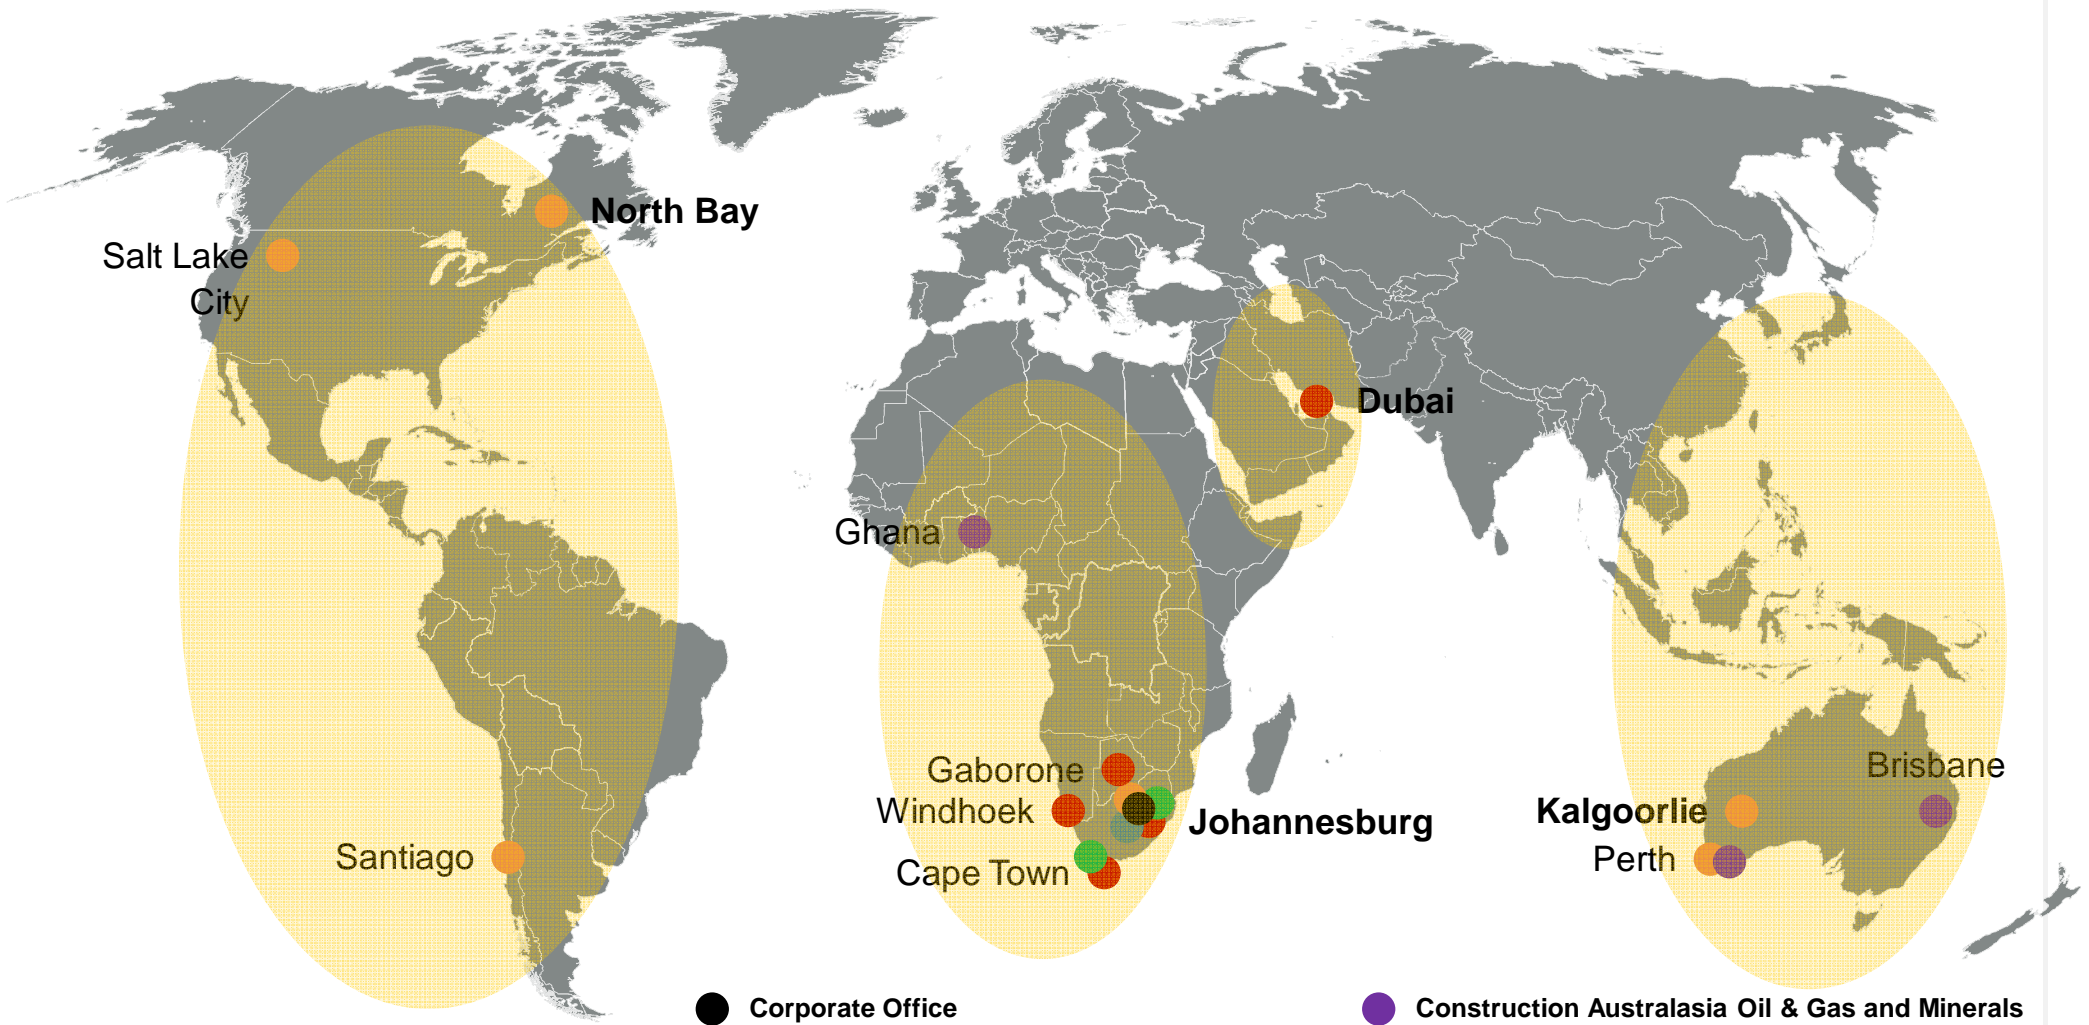 North Bay
Salt Lake
City
Dubai
Ghana
Gaborone
Brisbane
Windhoek
Kalgoorlie
Johannesburg
Santiago
Perth
Cape Town
Corporate Office
Construction Australasia Oil & Gas and Minerals